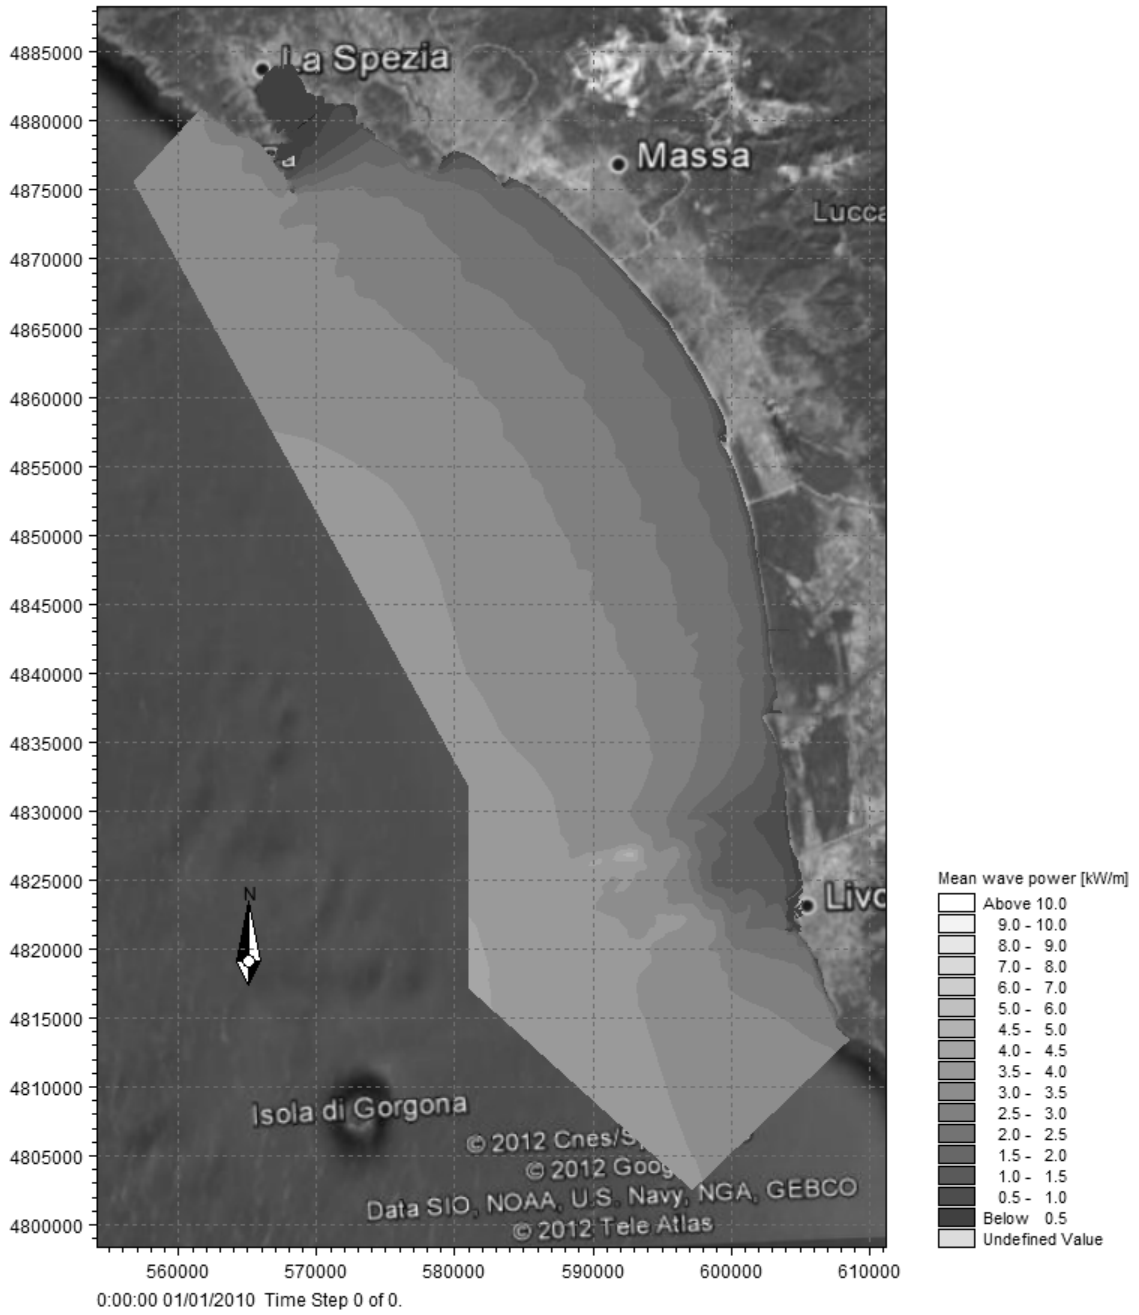 4885000
4880000
4875000
4870000
4865000
4860000
4855000
4850000
4845000
4840000
4835000
4830000
4825000
4820000
4815000
4810000
4805000
4800000
La Spezia
a
Massa
Lucca
Livo
N
Isola di Gorgona
© 2012 Cnes/S
© 2012 Goog
Data SIO, NOAA, U.S. Navy, NGA, GEBCO
© 2012 Tele Atlas
560000 570000 580000 590000 600000 610000
0:00:00 01/01/2010 Time Step 0 of 0.
Mean wave power [kW/m]
Above 10.0
9.0 - 10.0
8.0 - 9.0
7.0 - 8.0
6.0 - 7.0
5.0 - 6.0
4.5 - 5.0
4.0 - 4.5
3.5 - 4.0
3.0 - 3.5
2.5 - 3.0
2.0 - 2.5
1.5 - 2.0
1.0 - 1.5
0.5 - 1.0
Below 0.5
Undefined Value